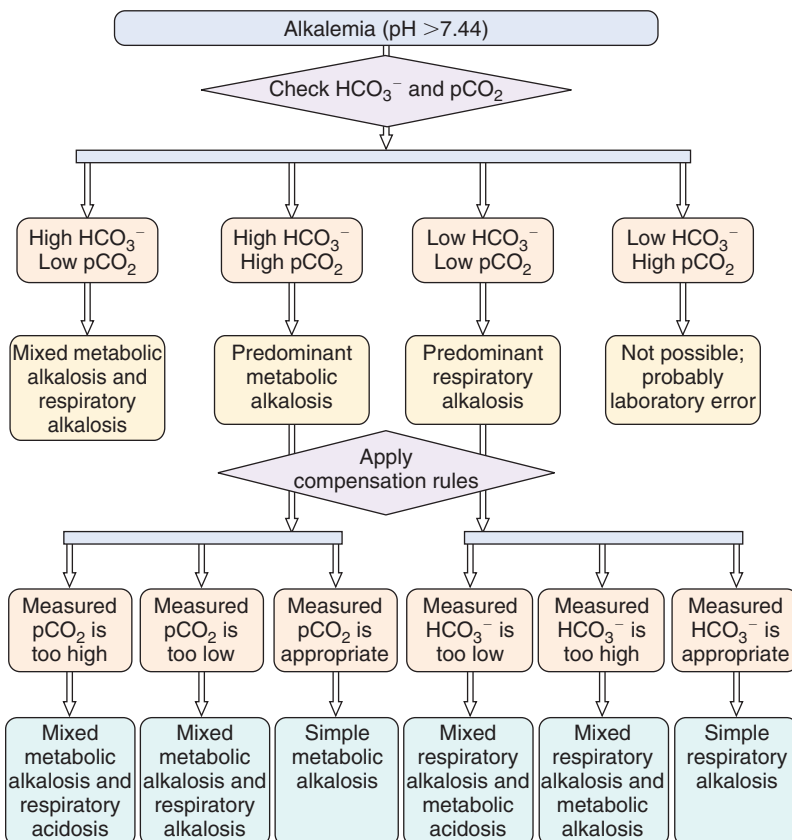 Alkalemia (pH >7.44)
Check HCO₃⁻ and pCO₂
High HCO₃⁻
Low pCO₂
High HCO₃⁻
High pCO₂
Low HCO₃⁻
Low pCO₂
Low HCO₃⁻
High pCO₂
Mixed metabolic
alkalosis and
respiratory
alkalosis
Predominant
metabolic
alkalosis
Predominant
respiratory
alkalosis
Not possible;
probably
laboratory error
Apply
compensation rules
Measured
pCO₂ is
too high
Measured
pCO₂ is
too low
Measured
pCO₂ is
appropriate
Measured
HCO₃⁻ is
too low
Measured
HCO₃⁻ is
too high
Measured
HCO₃⁻ is
appropriate
Mixed
metabolic
alkalosis and
respiratory
acidosis
Mixed
metabolic
alkalosis and
respiratory
alkalosis
Simple
metabolic
alkalosis
Mixed
respiratory
alkalosis and
metabolic
acidosis
Mixed
respiratory
alkalosis and
metabolic
alkalosis
Simple
respiratory
alkalosis